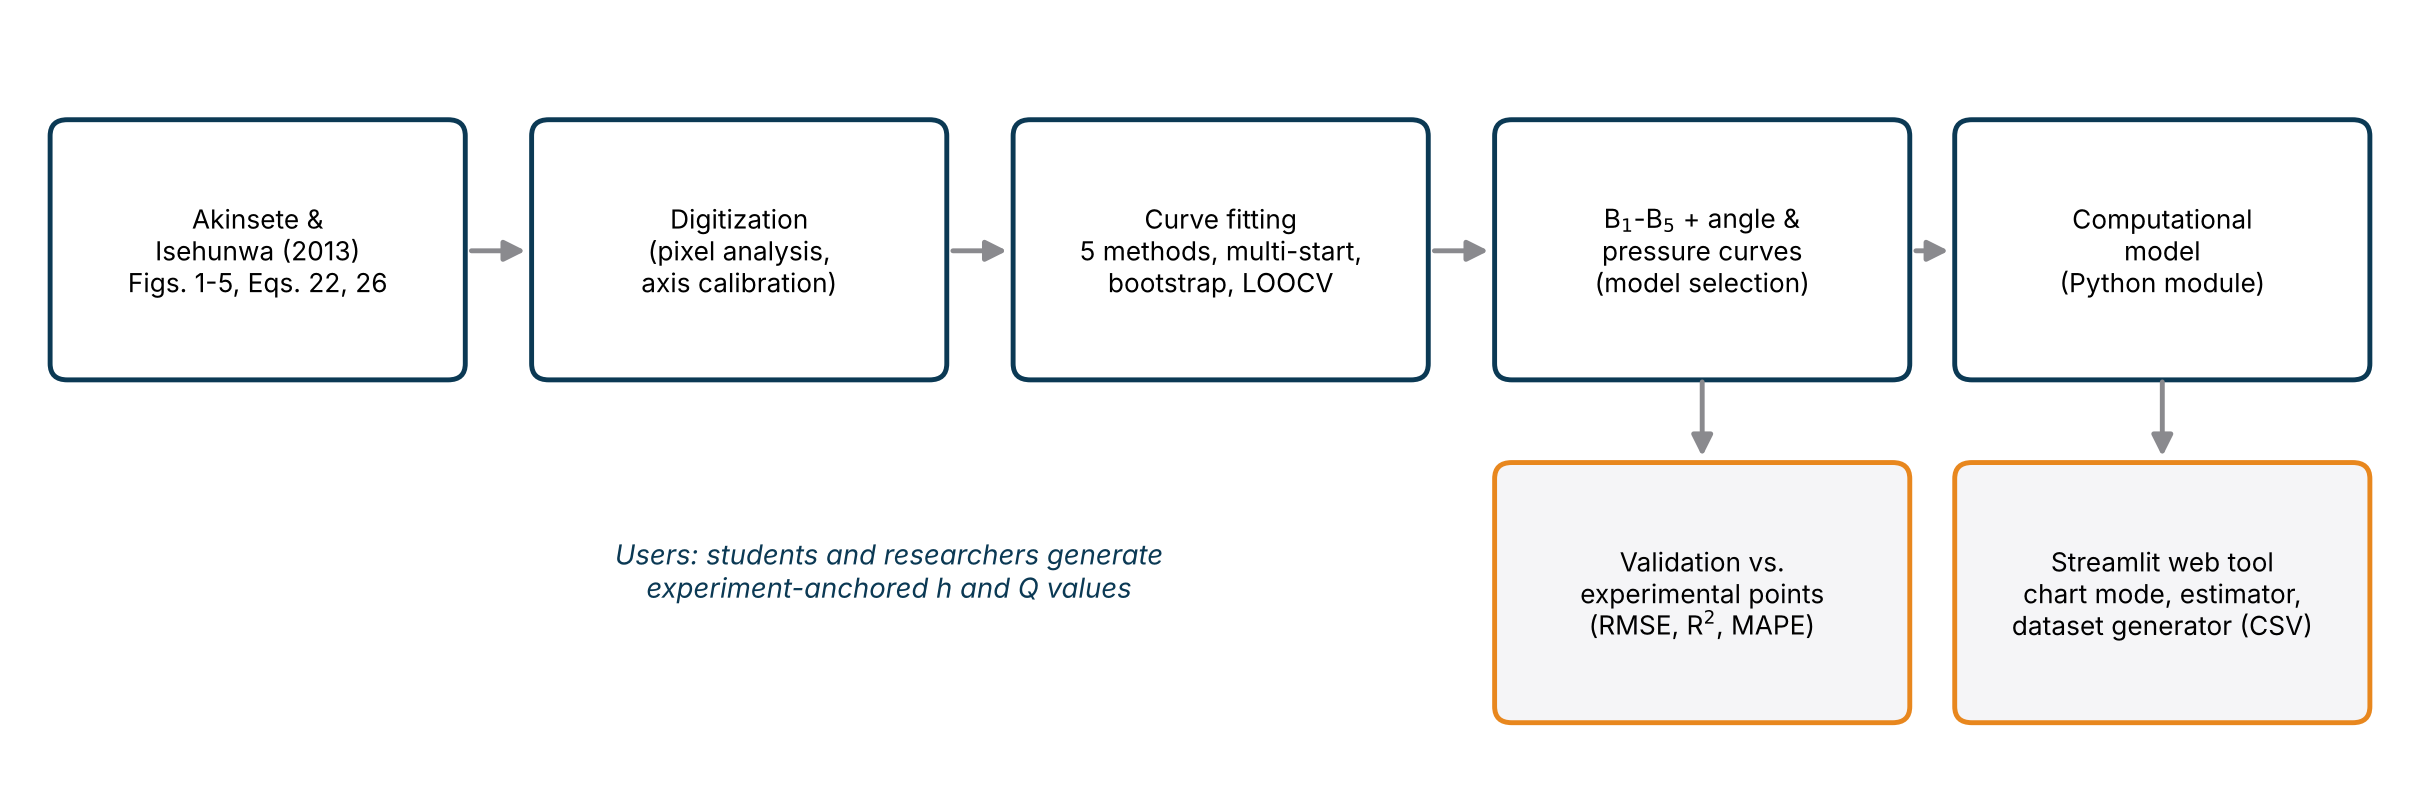 Akinsete &
Isehunwa (2013)
Figs. 1-5, Eqs. 22, 26
Digitization
(pixel analysis,
axis calibration)
Curve fitting
5 methods, multi-start,
bootstrap, LOOCV
B₁-B₅ + angle &
pressure curves
(model selection)
Computational
model
(Python module)
Users: students and researchers generate
experiment-anchored h and Q values
Validation vs.
experimental points
(RMSE, R², MAPE)
Streamlit web tool
chart mode, estimator,
dataset generator (CSV)